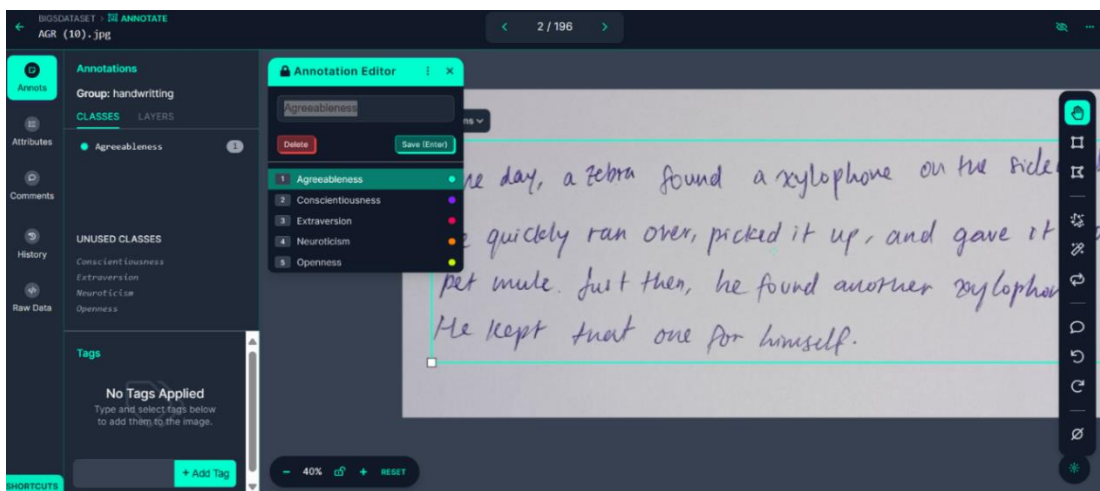 BIGSDATASET > ANNOTATE
AGR (10).jpg
2 / 196
Annots
Attributes
Comments
History
Raw Data
SHORTCUTS
Annotations
Group: handwritting
CLASSES LAYERS
Agreeableness 1
UNUSED CLASSES
Conscientiousness
Extraversion
Neuroticism
Openness
Tags
No Tags Applied
Type and select tags below
to add them to the image.
+ Add Tag
Annotation Editor
Agreeableness
Delete Save (Enter)
1 Agreeableness
2 Conscientiousness
3 Extraversion
4 Neuroticism
5 Openness
ns
ne day, a zebra found a xylophone on the side
e quickly ran over, picked it up, and gave it
pet mule. Just then, he found another xylophon
He kept that one for himself.
40% RESET